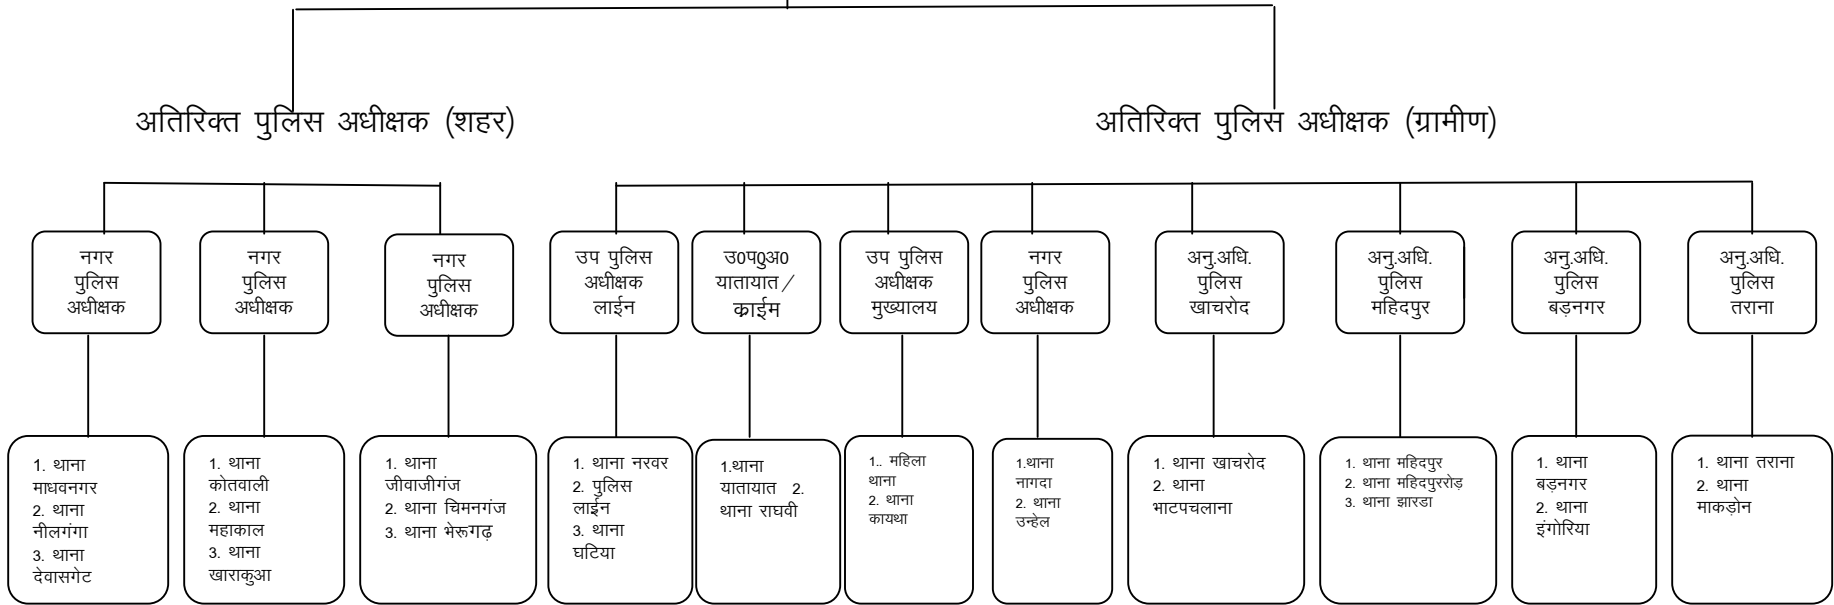 अतिरिक्त पुलिस अधीक्षक (शहर)
अतिरिक्त पुलिस अधीक्षक (ग्रामीण)
नगर
पुलिस
अधीक्षक
नगर
पुलिस
अधीक्षक
नगर
पुलिस
अधीक्षक
उप पुलिस
अधीक्षक
लाईन
उ0प0ुअ0
यातायात/
क्राईम
उप पुलिस
अधीक्षक
मुख्यालय
नगर
पुलिस
अधीक्षक
अनु.अधि.
पुलिस
खाचरोद
अनु.अधि.
पुलिस
महिदपुर
अनु.अधि.
पुलिस
बड़नगर
अनु.अधि.
पुलिस
तराना
1. थाना
माधवनगर
2. थाना
नीलगंगा
3. थाना
देवासगेट
1. थाना
कोतवाली
2. थाना
महाकाल
3. थाना
खाराकुआ
1. थाना
जीवाजीगंज
2. थाना चिमनगंज
3. थाना भेरूगढ़
1. थाना नरवर
2. पुलिस
लाईन
3. थाना
घटिया
1.थाना
यातायात 2.
थाना राघवी
1.. महिला
थाना
2. थाना
कायथा
1.थाना
नागदा
2. थाना
उन्हेल
1. थाना खाचरोद
2. थाना
भाटपचलाना
1. थाना महिदपुर
2. थाना महिदपुररोड़
3. थाना झारडा
1. थाना
बड़नगर
2. थाना
इंगोरिया
1. थाना तराना
2. थाना
माकड़ोन